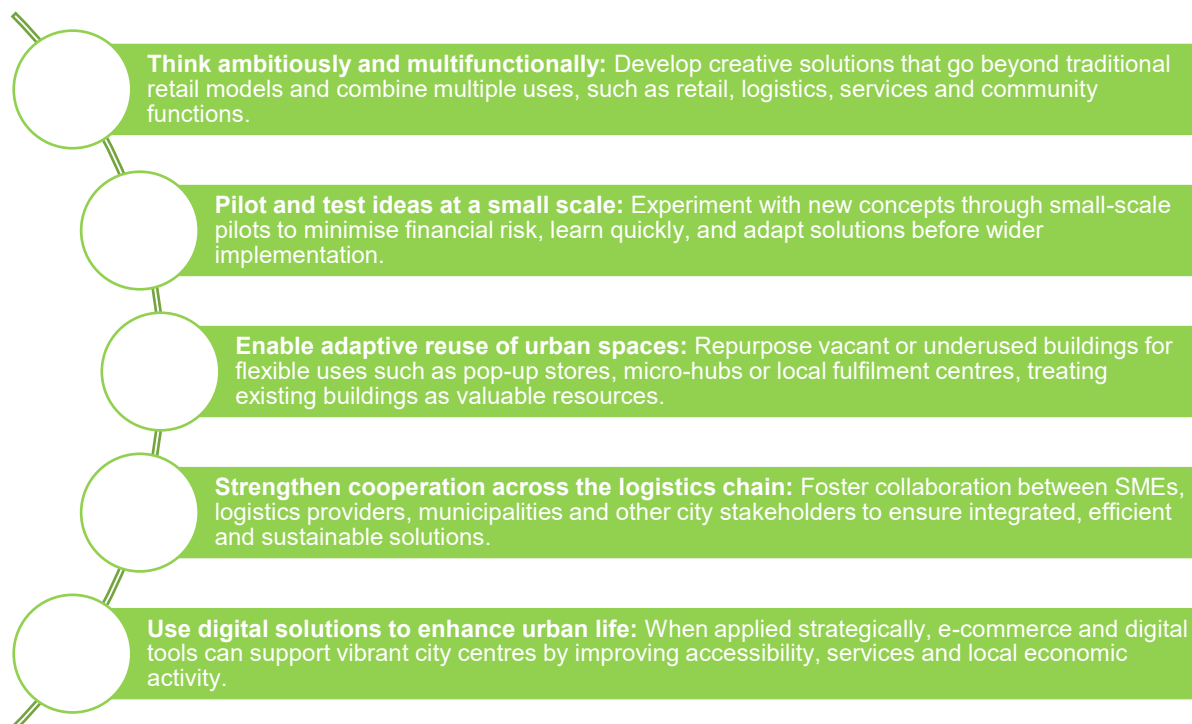 Think ambitiously and multifunctionally: Develop creative solutions that go beyond traditional
retail models and combine multiple uses, such as retail, logistics, services and community
functions.
Pilot and test ideas at a small scale: Experiment with new concepts through small-scale
pilots to minimise financial risk, learn quickly, and adapt solutions before wider
implementation.
Enable adaptive reuse of urban spaces: Repurpose vacant or underused buildings for
flexible uses such as pop-up stores, micro-hubs or local fulfilment centres, treating
existing buildings as valuable resources.
Strengthen cooperation across the logistics chain: Foster collaboration between SMEs,
logistics providers, municipalities and other city stakeholders to ensure integrated, efficient
and sustainable solutions.
Use digital solutions to enhance urban life: When applied strategically, e-commerce and digital
tools can support vibrant city centres by improving accessibility, services and local economic
activity.